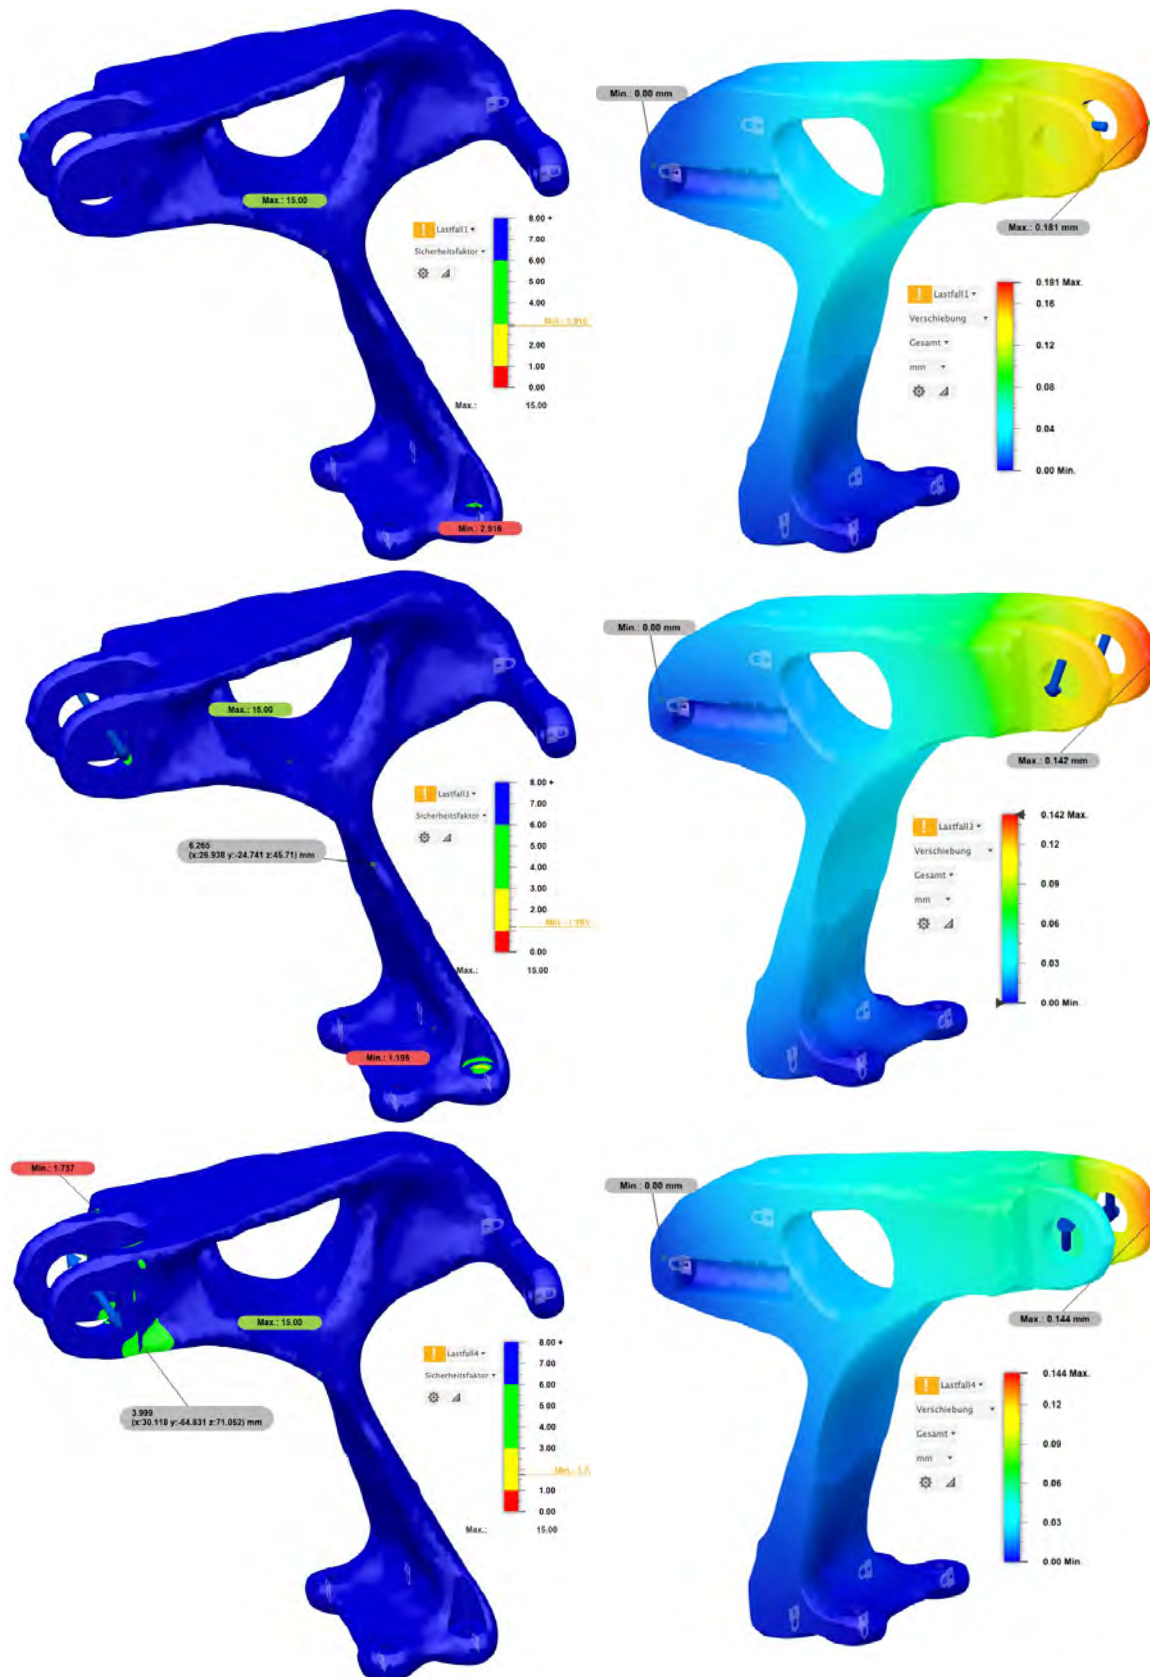 Max.: 15.00
! Lastfall1
Sicherheitsfaktor
8.00 +
7.00
6.00
5.00
4.00
2.00
1.00
0.00
Max.: 15.00
Min.: 2.916
Min.: 0.00 mm
Max.: 0.181 mm
! Lastfall1
Verschiebung
Gesamt
mm
0.181 Max.
0.16
0.12
0.08
0.04
0.00 Min.
Max.: 15.00
6.265
(x:26.938 y:-24.741 z:45.71) mm
! Lastfall3
Sicherheitsfaktor
8.00 +
7.00
6.00
5.00
4.00
3.00
2.00
0.00
Max.: 15.00
Min.: 1.195
Min.: 0.00 mm
Max.: 0.142 mm
! Lastfall3
Verschiebung
Gesamt
mm
0.142 Max.
0.12
0.09
0.06
0.03
0.00 Min.
Min.: 1.737
Max.: 15.00
3.999
(x:30.118 y:-64.831 z:71.052) mm
! Lastfall4
Sicherheitsfaktor
8.00 +
7.00
6.00
5.00
4.00
3.00
1.00
0.00
Max.: 15.00
Min.: 0.00 mm
Max.: 0.144 mm
! Lastfall4
Verschiebung
Gesamt
mm
0.144 Max.
0.12
0.09
0.06
0.03
0.00 Min.